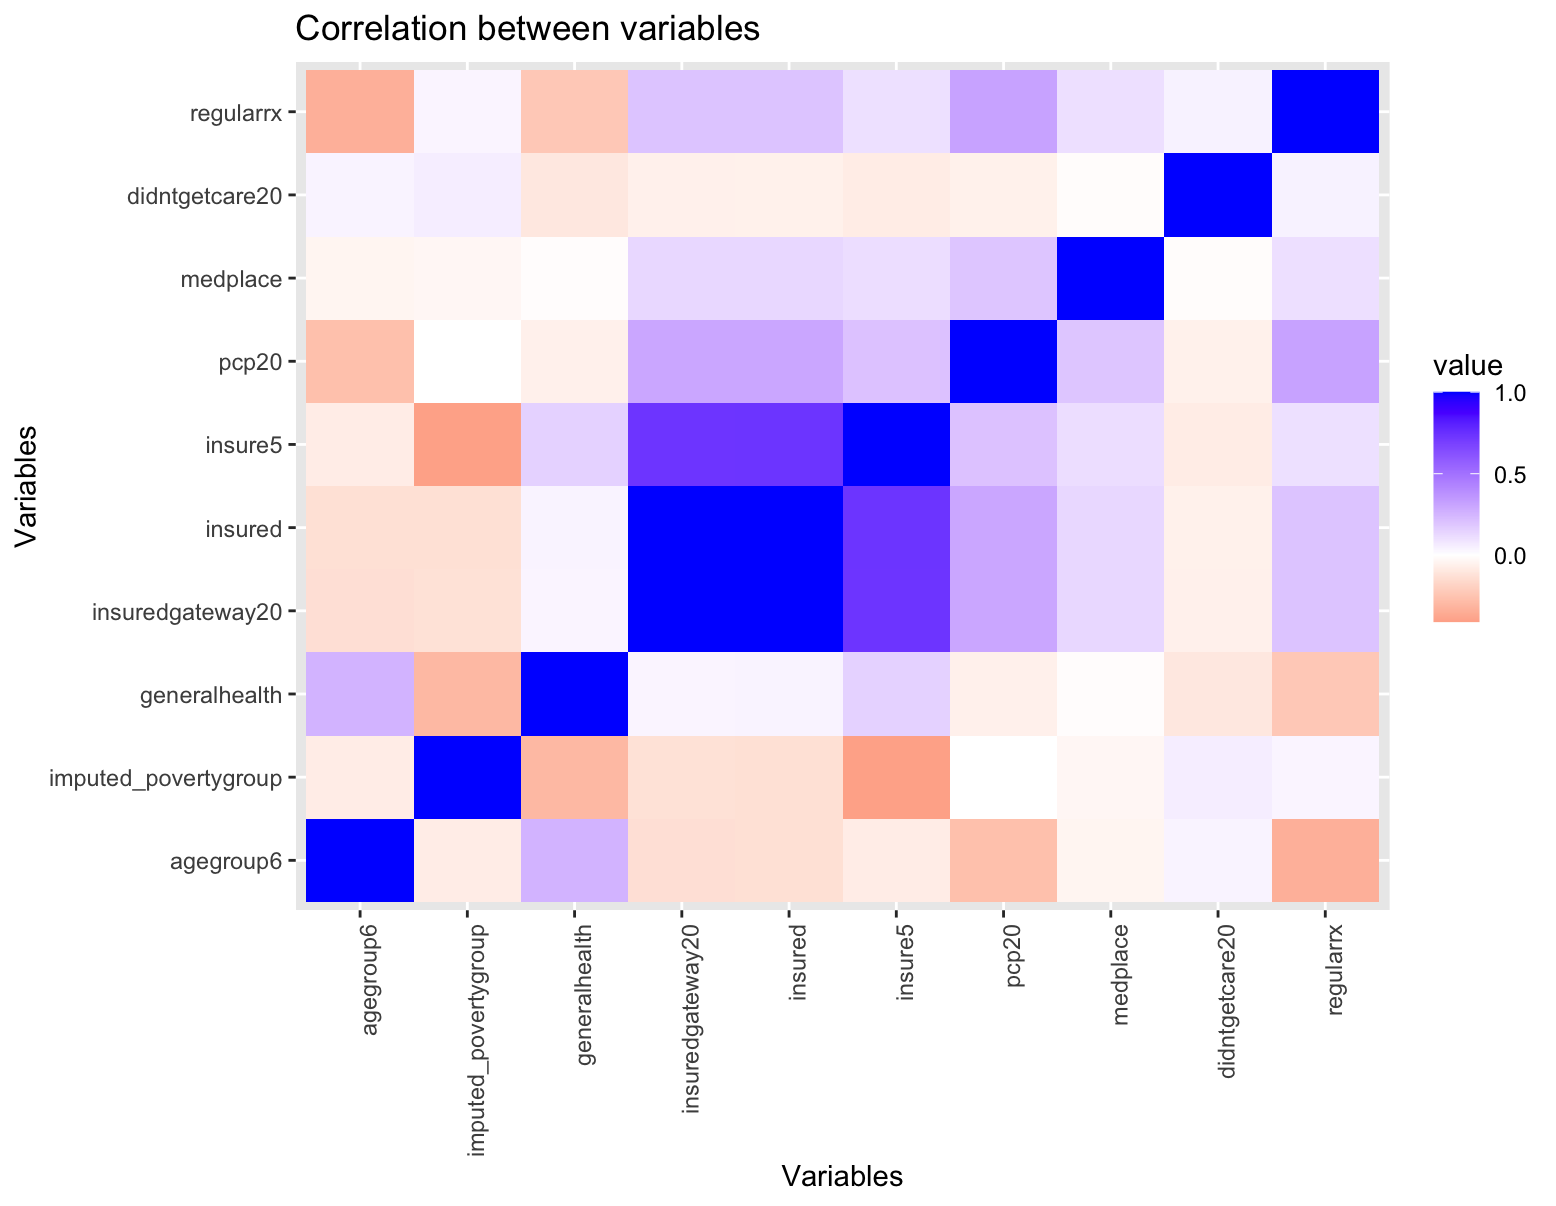 Correlation between variables
regularrx
didntgetcare20
medplace
pcp20
insure5
insured
insuredgateway20
generalhealth
imputed_povertygroup
agegroup6
Variables
agegroup6
imputed_povertygroup
generalhealth
insuredgateway20
insured
insure5
pcp20
medplace
didntgetcare20
regularrx
Variables
value
1.0
0.5
0.0